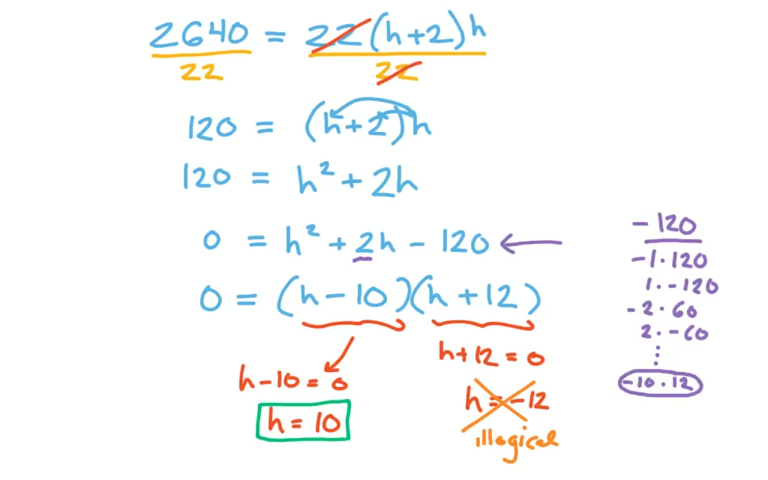 2640 = 22(h+2)h
22 22
120 = (h+2)h
120 = h² + 2h
0 = h² + 2h - 120
0 = (h-10)(h+12)
h-10 = 0
h = 10
h+12 = 0
h = -12
illogical
-120
-1·120
1·-120
-2·60
2·-60
⋮
-10·12